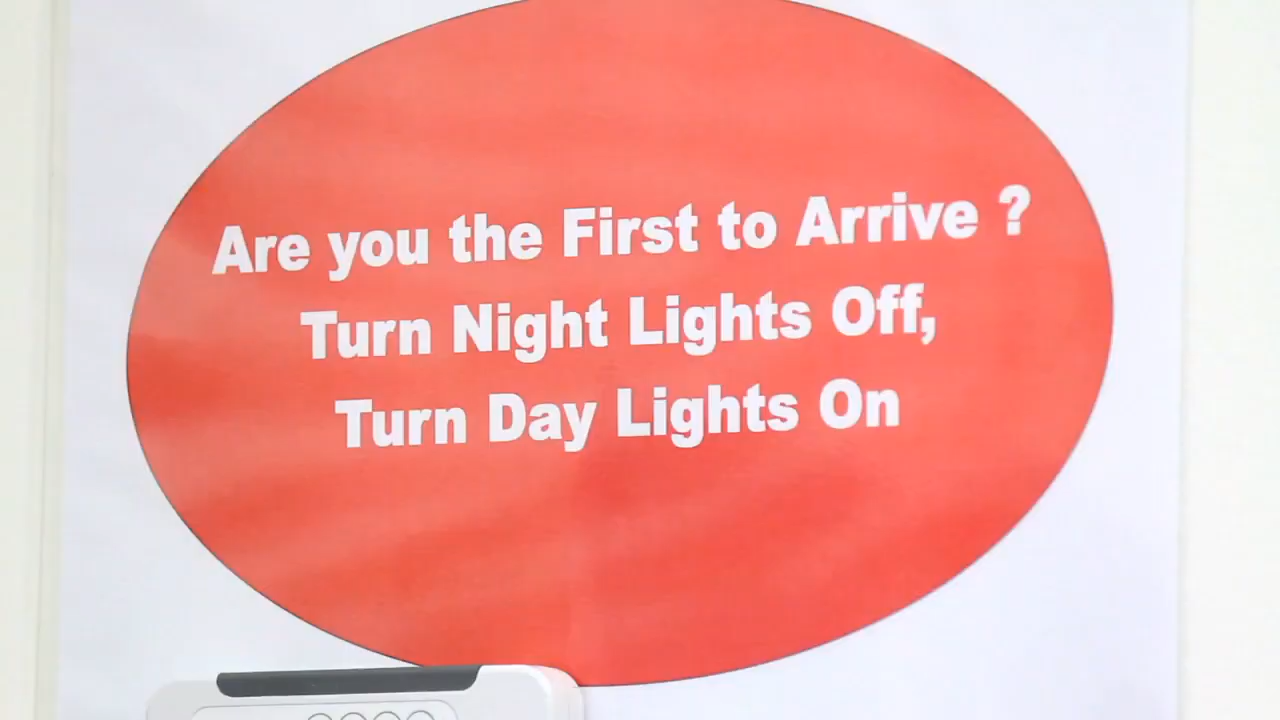 Are you the First to Arrive ?
Turn Night Lights Off,
Turn Day Lights On